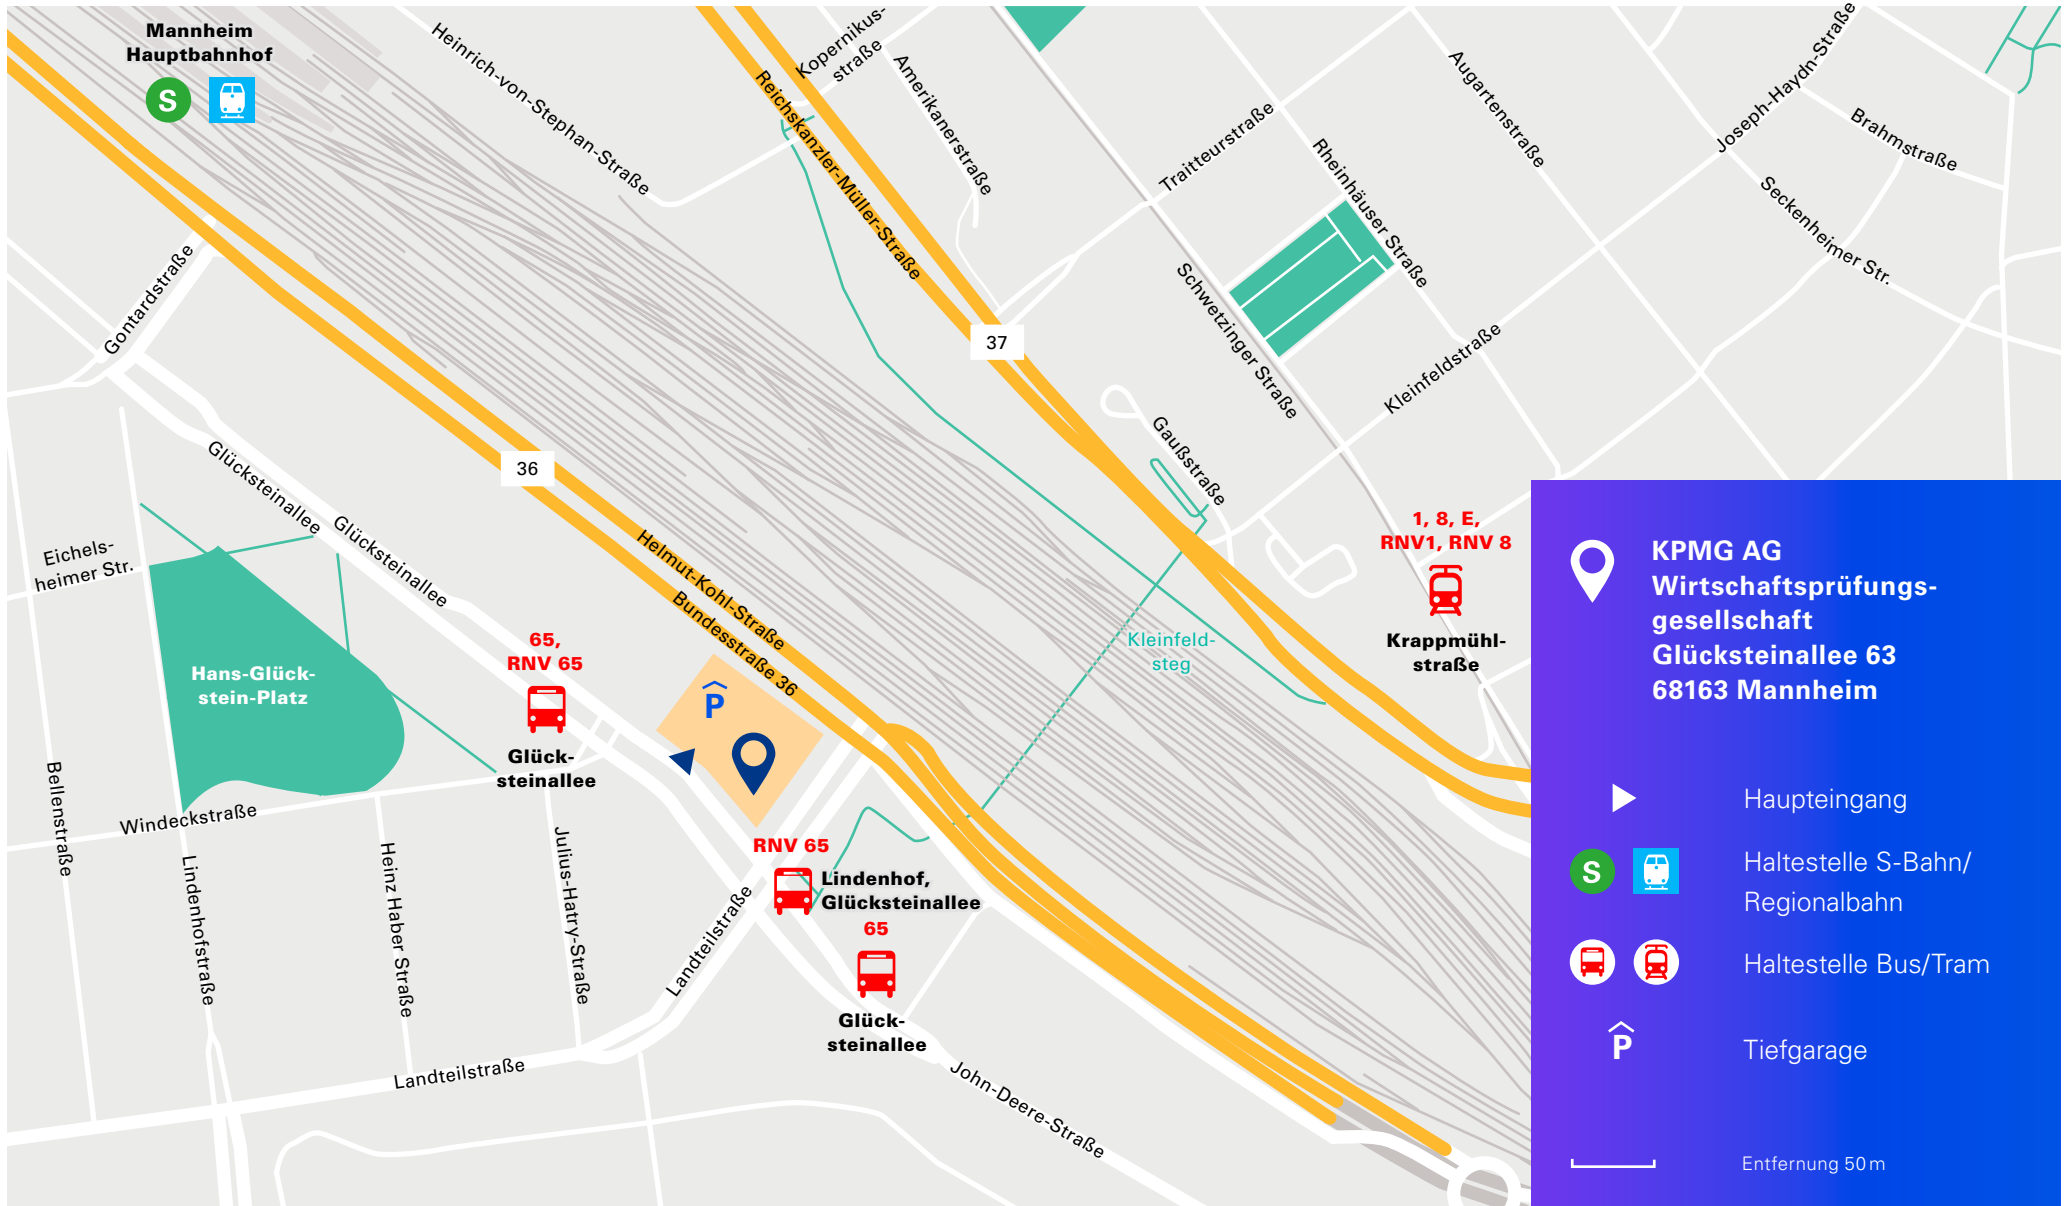 Mannheim
Hauptbahnhof
S
Heinrich-von-Stephan-Straße
Kopernikus-
straße
Amerikanerstraße
Reichskanzler-Müller-Straße
Traitteurstraße
Rheinhäuser Straße
Augartenstraße
Joseph-Haydn-Straße
Brahmstraße
Seckenheimer Str.
Schwetzinger Straße
Kleinfeldstraße
Gaußstraße
37
36
Gontardstraße
Glücksteinallee
Glücksteinallee
Eichels-
heimer Str.
Hans-Glück-
stein-Platz
Helmut-Kohl-Straße
Bundesstraße 36
Kleinfeld-
steg
1, 8, E,
RNV1, RNV 8
Krappmühl-
straße
65,
RNV 65
Glück-
steinallee
P
RNV 65
Lindenhof,
Glücksteinallee
65
Glück-
steinallee
Bellenstraße
Windeckstraße
Lindenhofstraße
Heinz Haber Straße
Julius-Hatry-Straße
Landteilstraße
Landteilstraße
John-Deere-Straße
KPMG AG
Wirtschaftsprüfungs-
gesellschaft
Glücksteinallee 63
68163 Mannheim
Haupteingang
S
Haltestelle S-Bahn/
Regionalbahn
Haltestelle Bus/Tram
P
Tiefgarage
Entfernung 50 m